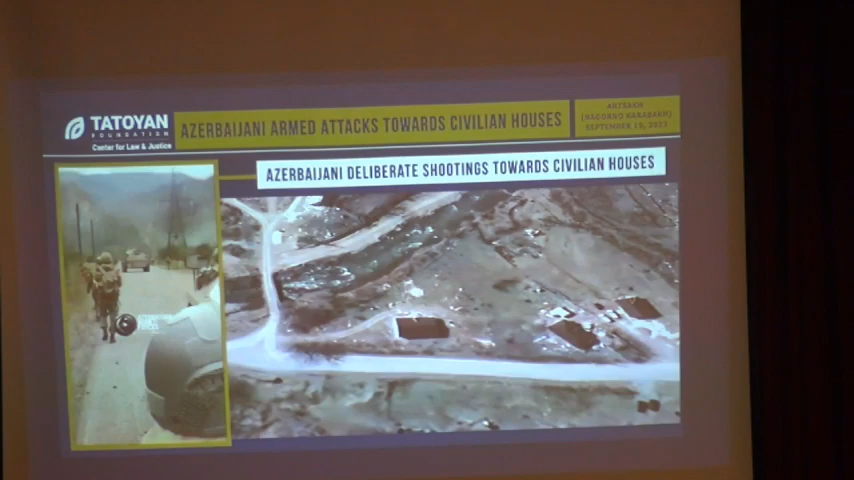 TATOYAN
FOUNDATION
Center for Law & Justice
AZERBAIJANI ARMED ATTACKS TOWARDS CIVILIAN HOUSES
ARTSAKH
(NAGORNO KARABAKH)
SEPTEMBER 19, 2023
AZERBAIJANI DELIBERATE SHOOTINGS TOWARDS CIVILIAN HOUSES